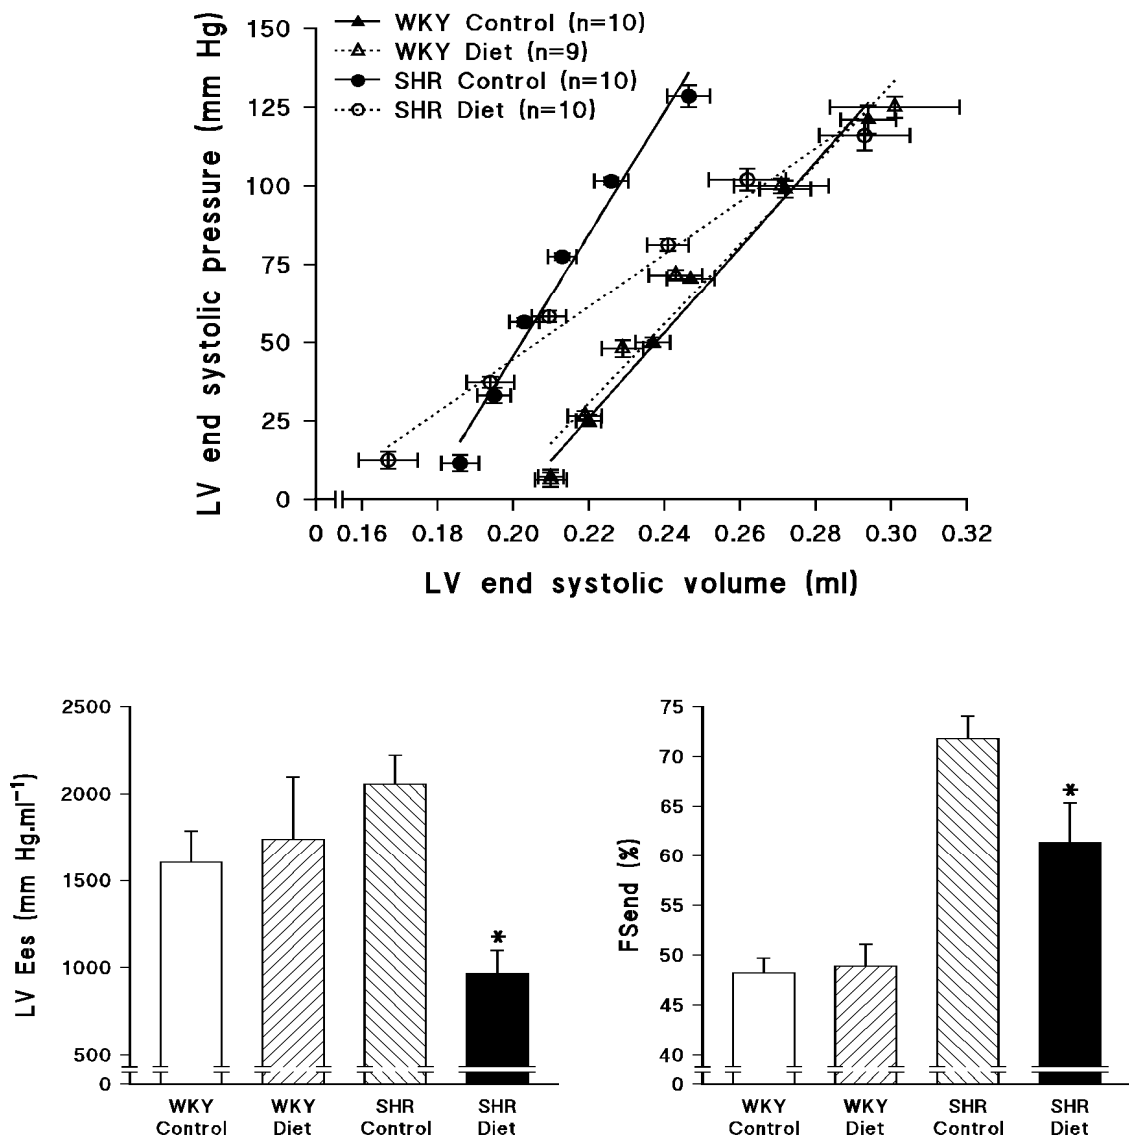 WKY Control (n=10)
WKY Diet (n=9)
SHR Control (n=10)
SHR Diet (n=10)
LV end systolic pressure (mm Hg)
150
125
100
75
50
25
0
0 0.16 0.18 0.20 0.22 0.24 0.26 0.28 0.30 0.32
LV end systolic volume (ml)
LV Ees (mm Hg.ml⁻¹)
2500
2000
1500
1000
500
0
*
WKY Control
WKY Diet
SHR Control
SHR Diet
FSend (%)
75
70
65
60
55
50
45
40
0
*
WKY Control
WKY Diet
SHR Control
SHR Diet